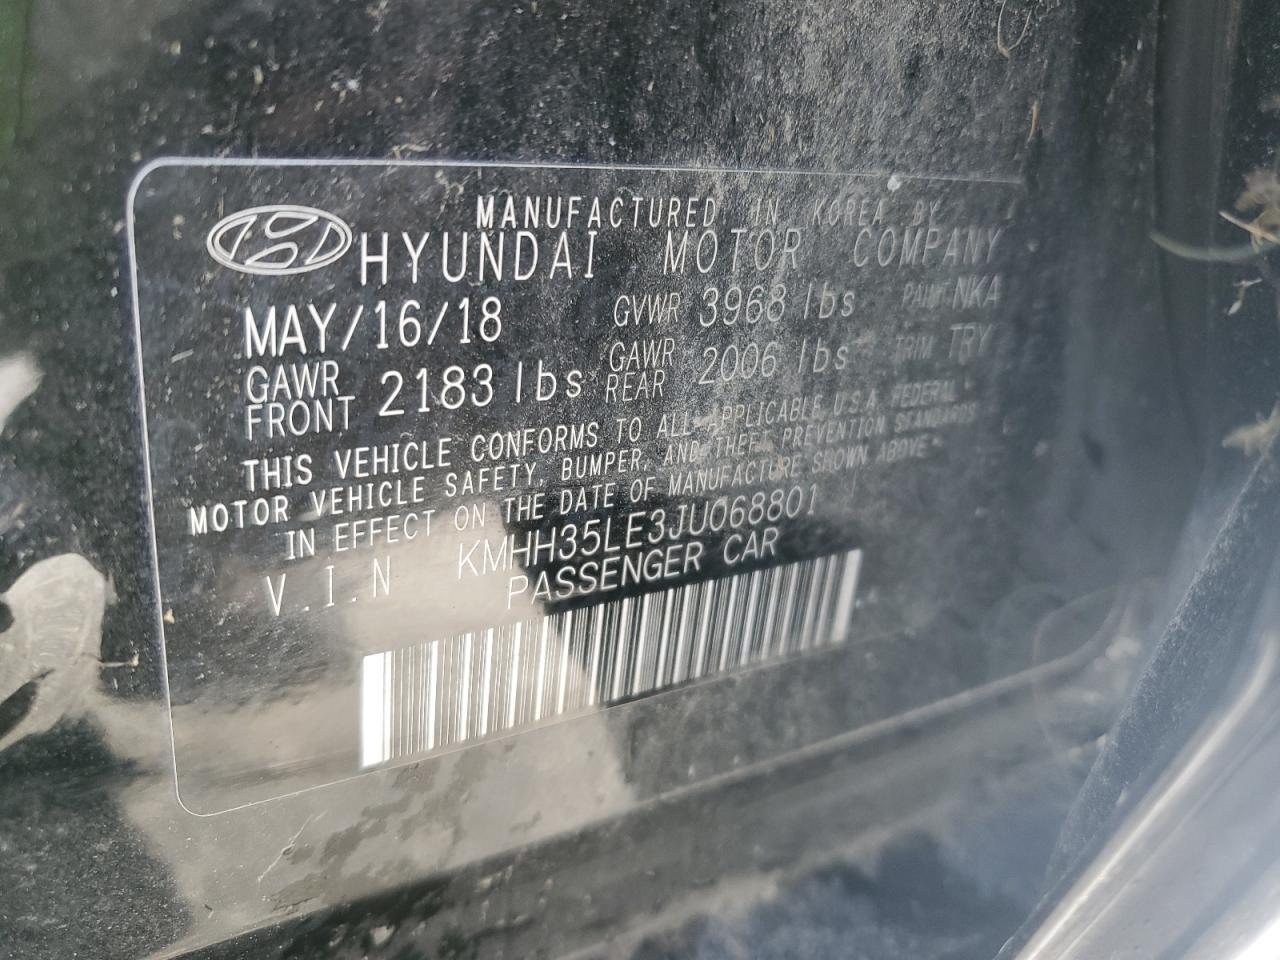 MANUFACTURED IN KOREA BY
HYUNDAI MOTOR COMPANY
MAY/16/18 GVWR 3968 lbs PAINT NKA
GAWR FRONT 2183 lbs GAWR REAR 2006 lbs TRIM TRY
THIS VEHICLE CONFORMS TO ALL APPLICABLE U.S.A. FEDERAL
MOTOR VEHICLE SAFETY, BUMPER, AND THEFT PREVENTION STANDARDS
IN EFFECT ON THE DATE OF MANUFACTURE SHOWN ABOVE.
V.I.N KMHH35LE3JU068801
PASSENGER CAR